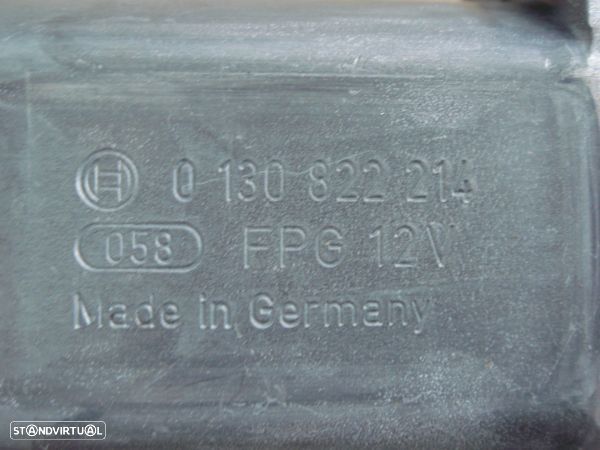 0 130 822 214
058 FPG 12V
Made in Germany
STANDVIRTUAL